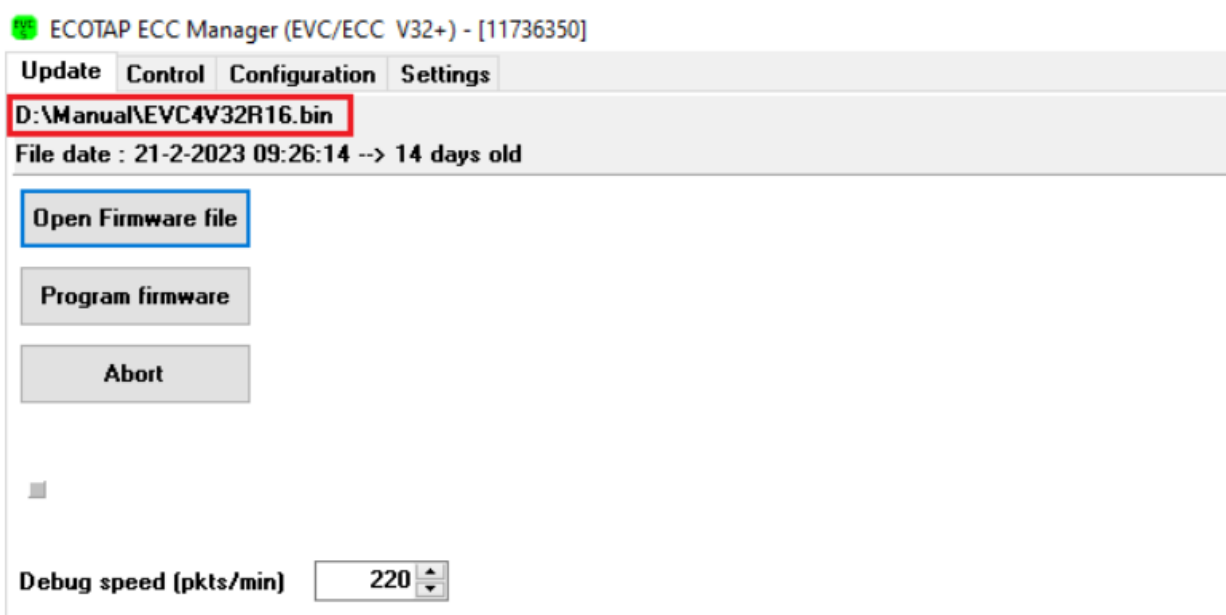 ECOTAP ECC Manager (EVC/ECC V32+) - [11736350]
Update Control Configuration Settings
D:\Manual\EVC4V32R16.bin
File date : 21-2-2023 09:26:14 --> 14 days old
Open Firmware file
Program firmware
Abort
Debug speed (pkts/min) 220